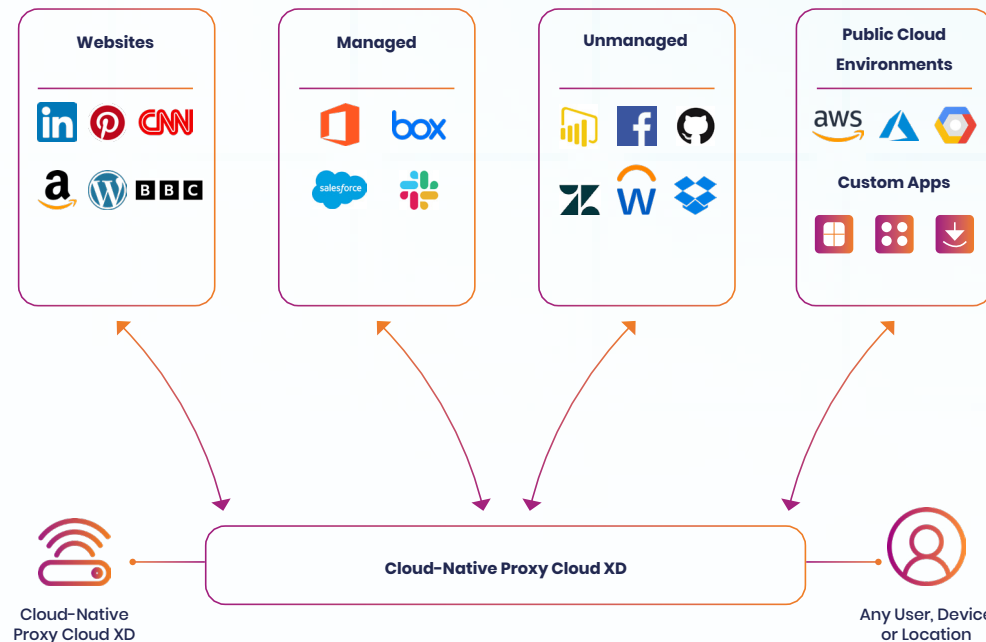 Websites
Managed
Unmanaged
Public Cloud
Environments
in
CNN
box
aws
a
W
BBC
salesforce
W
Custom Apps
Cloud-Native Proxy Cloud XD
Cloud-Native
Proxy Cloud XD
Any User, Device
or Location